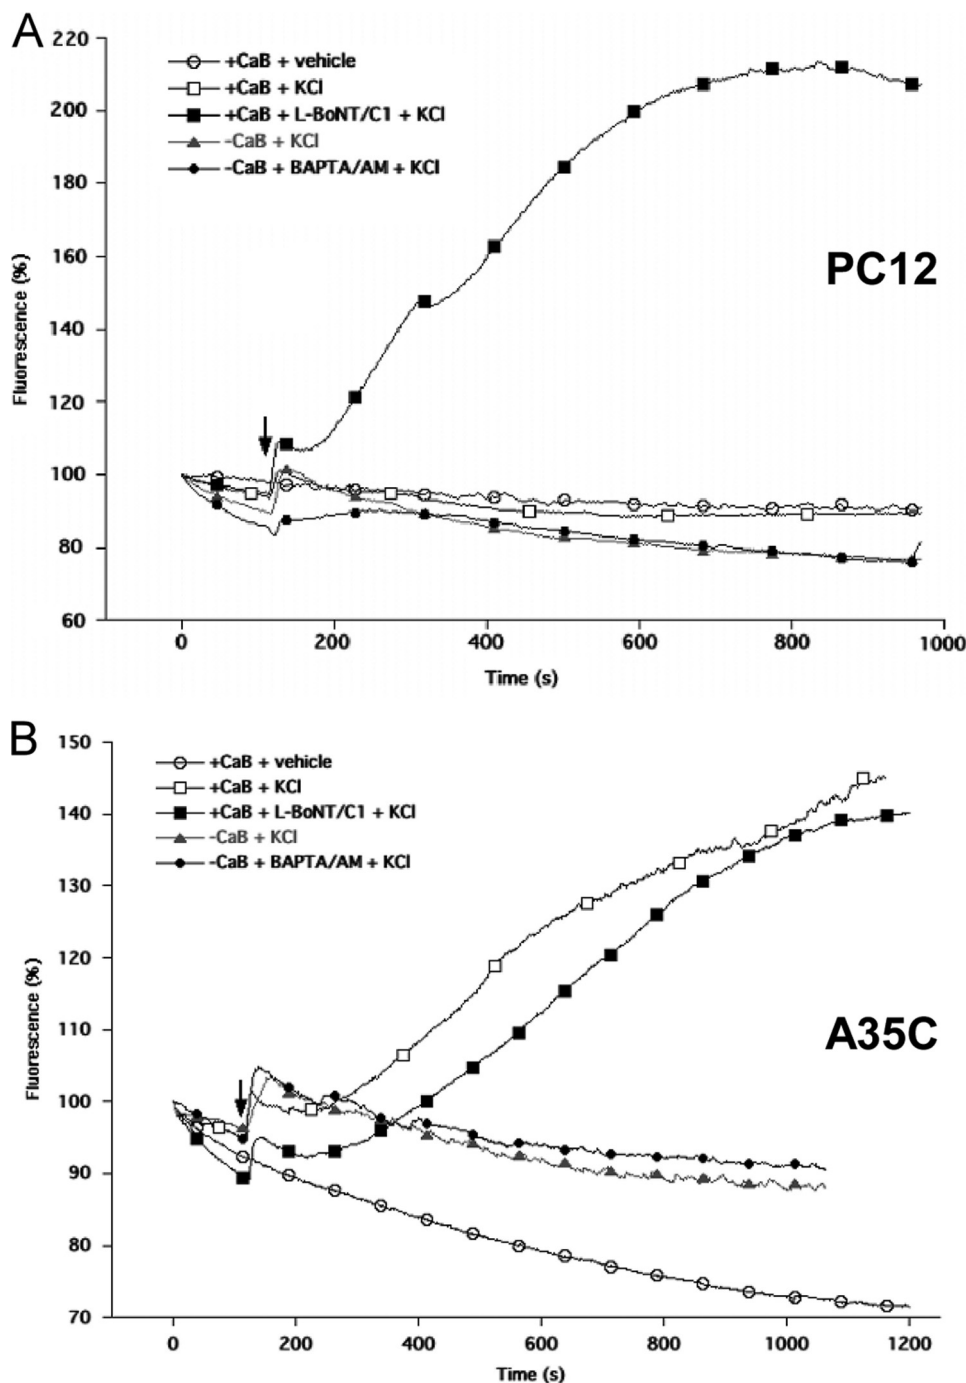 A
220
200
180
160
140
120
100
80
60
Fluorescence (%)
+CaB + vehicle
+CaB + KCl
+CaB + L-BoNT/C1 + KCl
-CaB + KCl
-CaB + BAPTA/AM + KCl
PC12
0 200 400 600 800 1000
Time (s)
B
150
140
130
120
110
100
90
80
70
Fluorescence (%)
+CaB + vehicle
+CaB + KCl
+CaB + L-BoNT/C1 + KCl
-CaB + KCl
-CaB + BAPTA/AM + KCl
A35C
0 200 400 600 800 1000 1200
Time (s)